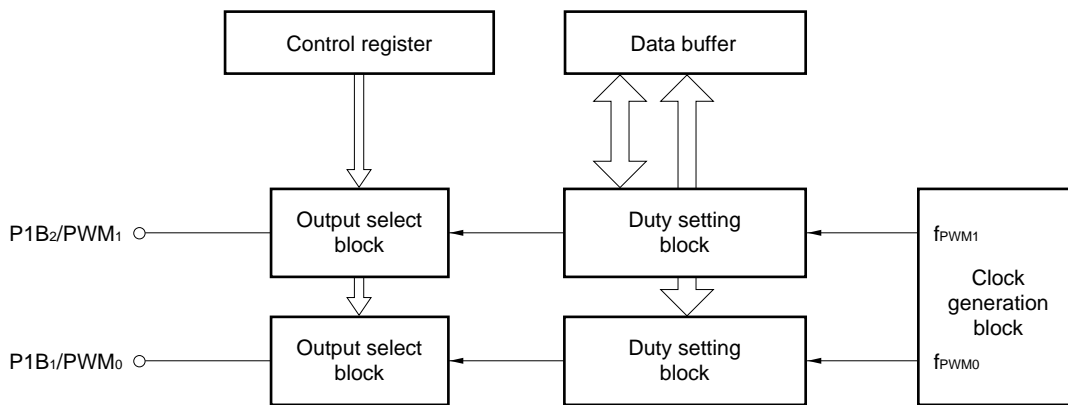 Control register
Data buffer
P1B₂/PWM₁
Output select
block
Duty setting
block
fPWM1
Clock
generation
block
P1B₁/PWM₀
Output select
block
Duty setting
block
fPWM0